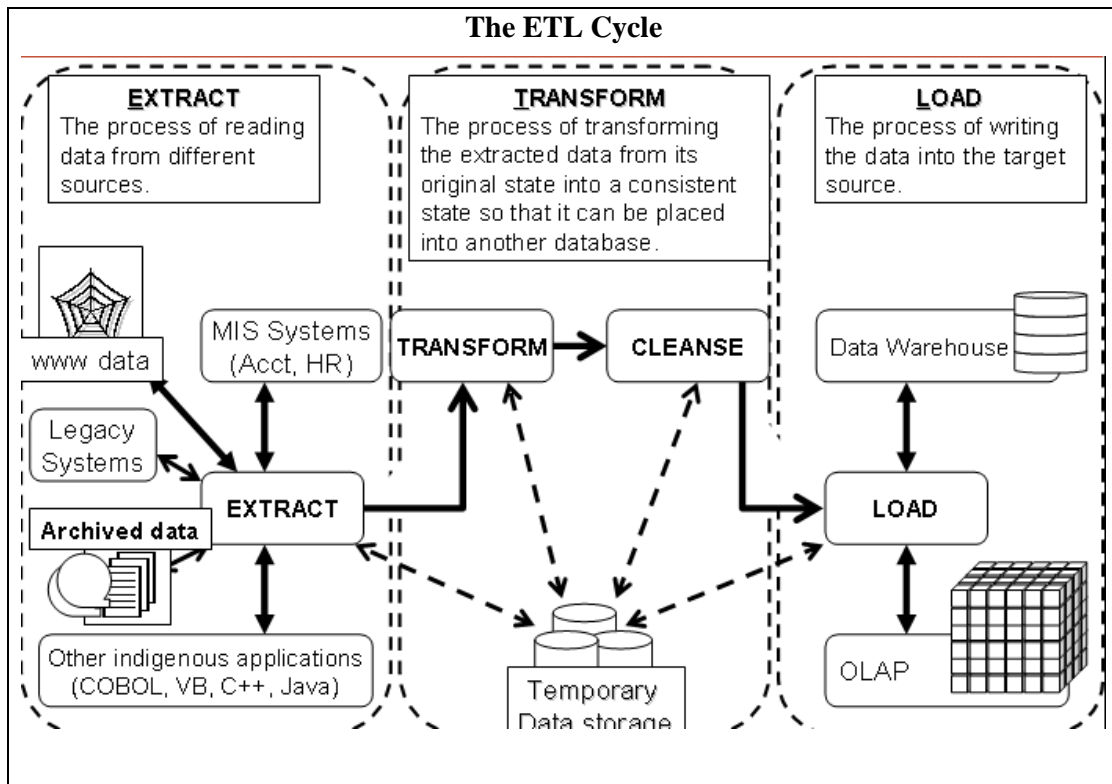 The ETL Cycle
EXTRACT
The process of reading
data from different
sources.
TRANSFORM
The process of transforming
the extracted data from its
original state into a consistent
state so that it can be placed
into another database.
LOAD
The process of writing
the data into the target
source.
www data
MIS Systems
(Acct, HR)
TRANSFORM
CLEANSE
Data Warehouse
Legacy
Systems
EXTRACT
LOAD
Archived data
Other indigenous applications
(COBOL, VB, C++, Java)
Temporary
Data storage
OLAP